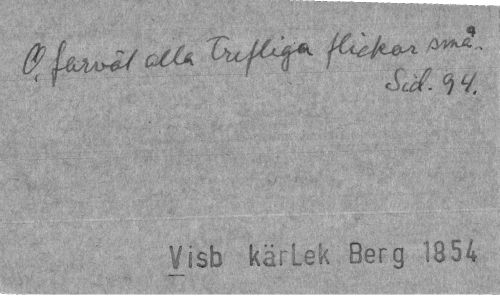 O, farväl alla trefliga flickor små.
Sid. 94.
Visb kärLek Berg 1854